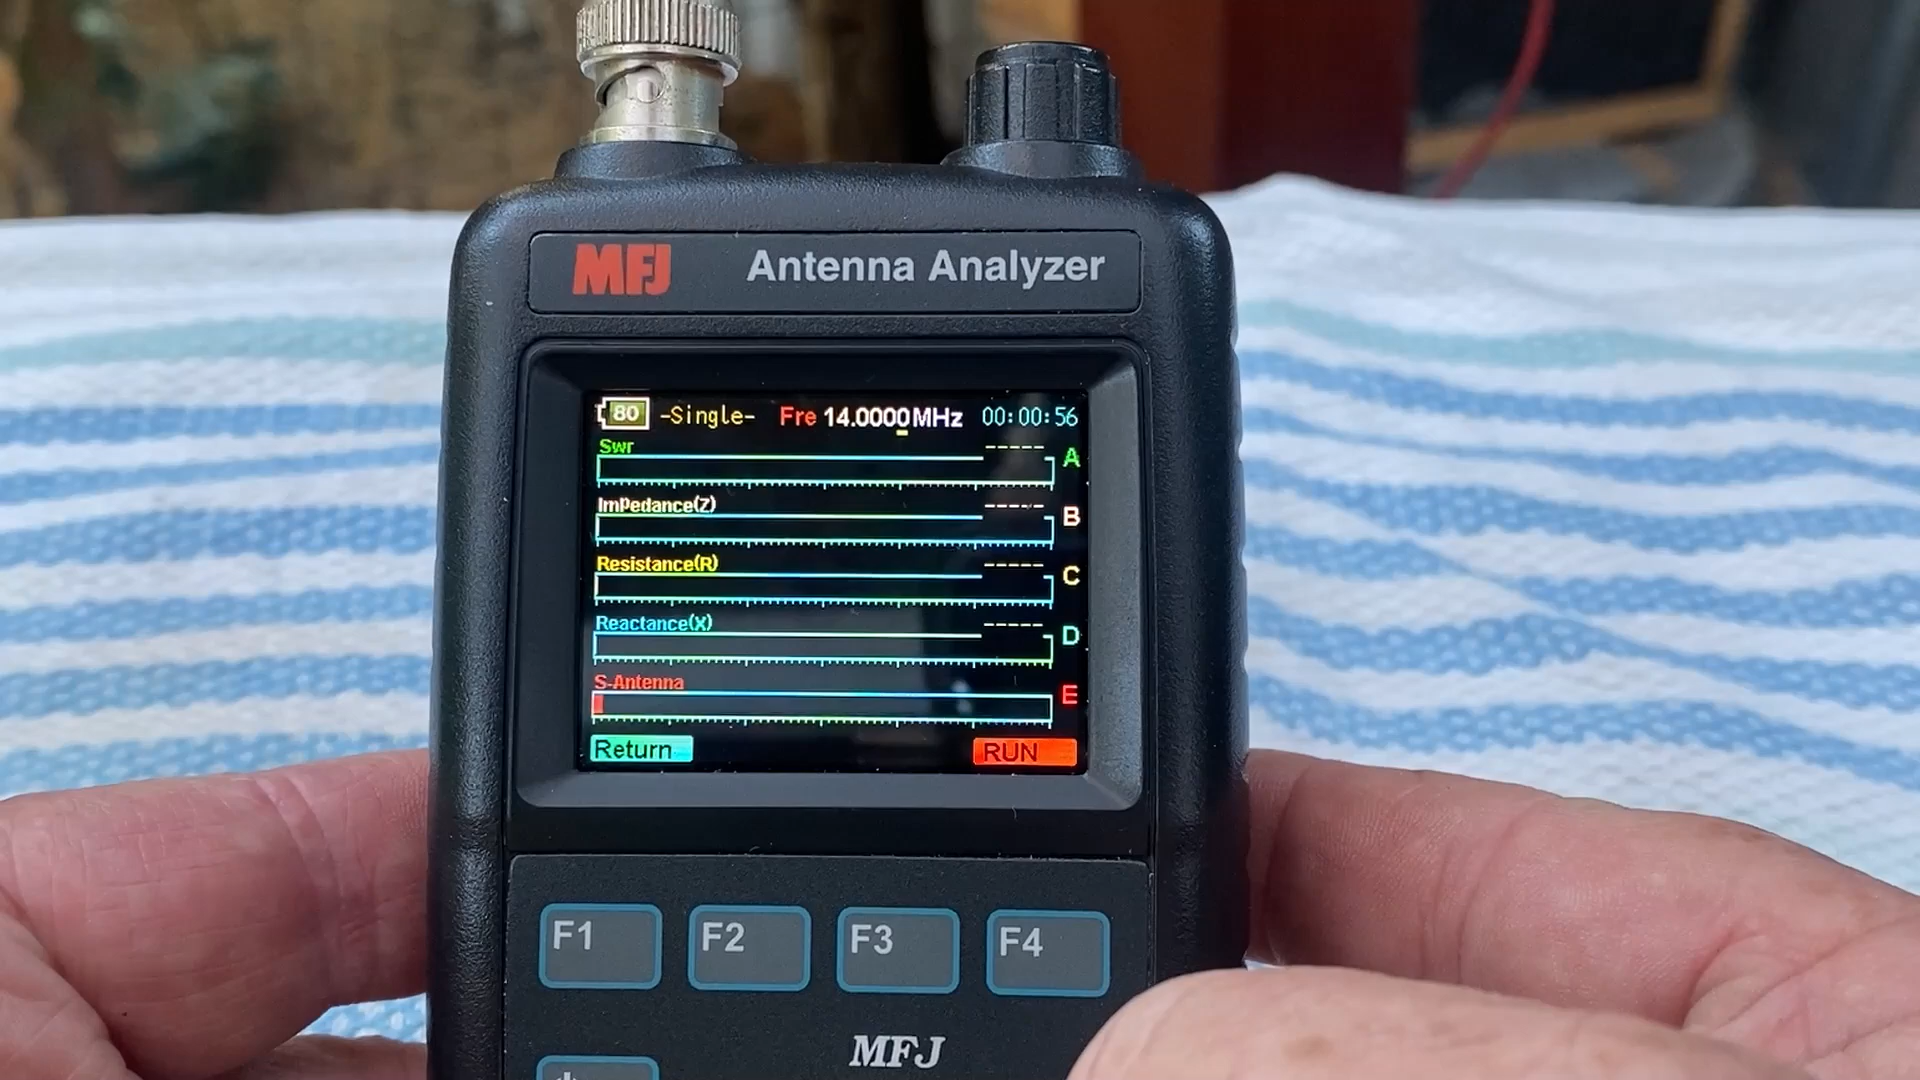 MFJ Antenna Analyzer
80 -Single- Fre 14.0000MHz 00:00:56
Swr ----- A
Impedance(Z) ----- B
Resistance(R) ----- C
Reactance(X) ----- D
S-Antenna E
Return RUN
F1 F2 F3 F4
MFJ